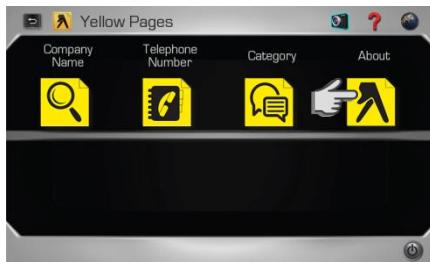 Yellow Pages
?
Company Name
Telephone Number
Category
About